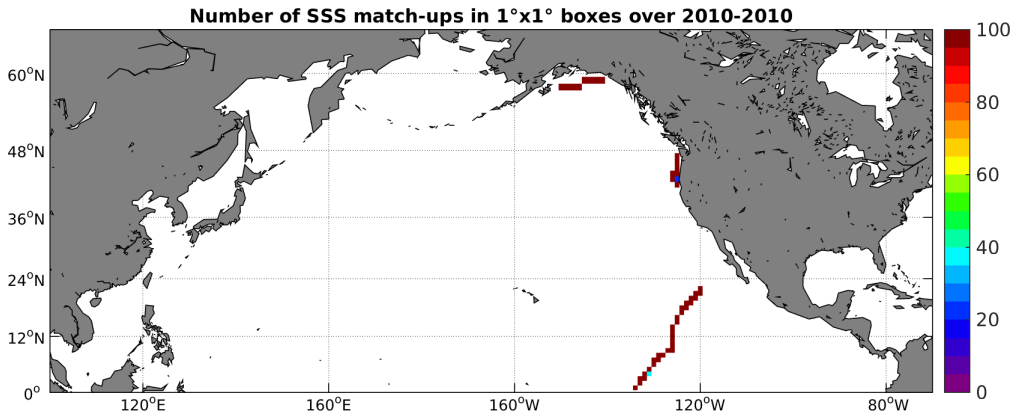 Number of SSS match-ups in 1°x1° boxes over 2010-2010
60°N
48°N
36°N
24°N
12°N
0°
120°E
160°E
160°W
120°W
80°W
100
80
60
40
20
0